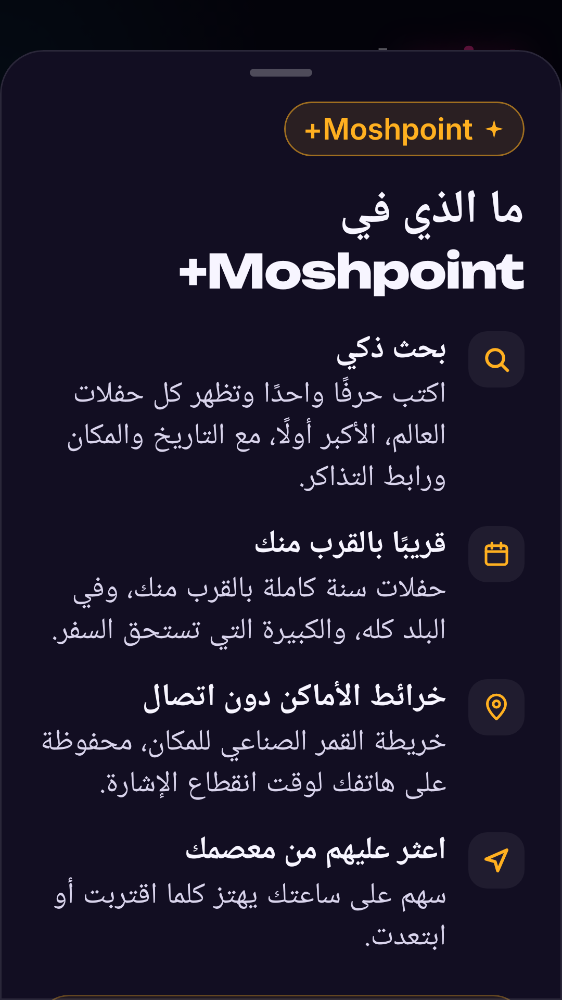 +Moshpoint
ما الذي في
+Moshpoint
بحث ذكي
اكتب حرفًا واحدًا وتظهر كل حفلات
العالم، الأكبر أولًا، مع التاريخ والمكان
ورابط التذاكر.
قريبًا بالقرب منك
حفلات سنة كاملة بالقرب منك، وفي
البلد كله، والكبيرة التي تستحق السفر.
خرائط الأماكن دون اتصال
خريطة القمر الصناعي للمكان، محفوظة
على هاتفك لوقت انقطاع الإشارة.
اعثر عليهم من معصمك
سهم على ساعتك يهتز كلما اقتربت أو
ابتعدت.